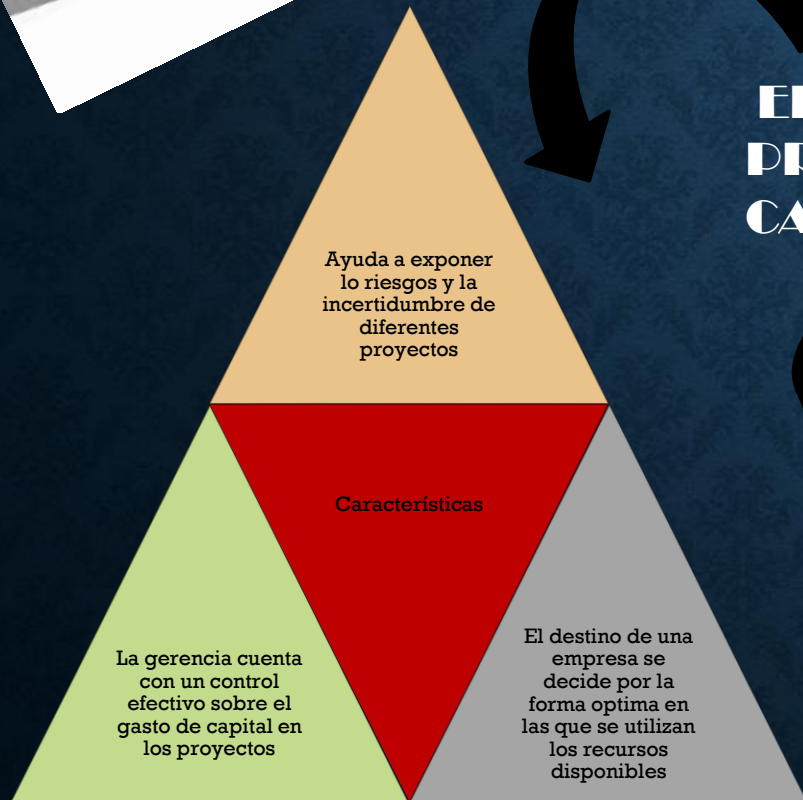 Ayuda a exponer
lo riesgos y la
incertidumbre de
diferentes
proyectos
Característicás
La gerencia cuenta
con un control
efectivo sobre el
gasto de capital en
los proyectos
El destino de una
empresa se
decide por la
forma optima en
las que se utilizan
los recursos
disponibles